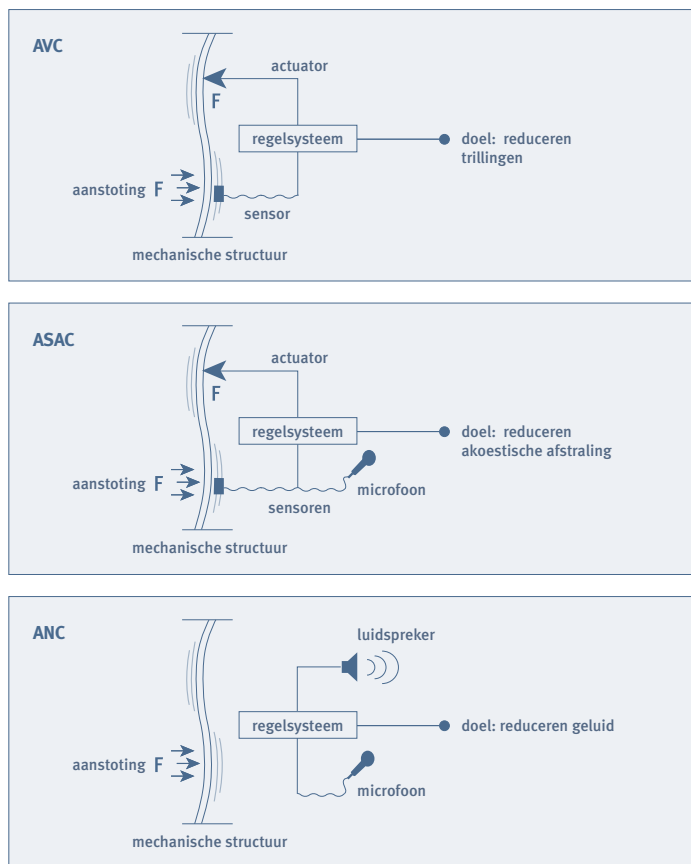 AVC
actuator
F
regelsysteem
doel: reduceren
trillingen
aanstoting F
sensor
mechanische structuur
ASAC
actuator
F
regelsysteem
doel: reduceren
akoestische afstraling
aanstoting F
microfoon
sensoren
mechanische structuur
ANC
luidspreker
regelsysteem
doel: reduceren geluid
aanstoting F
microfoon
mechanische structuur